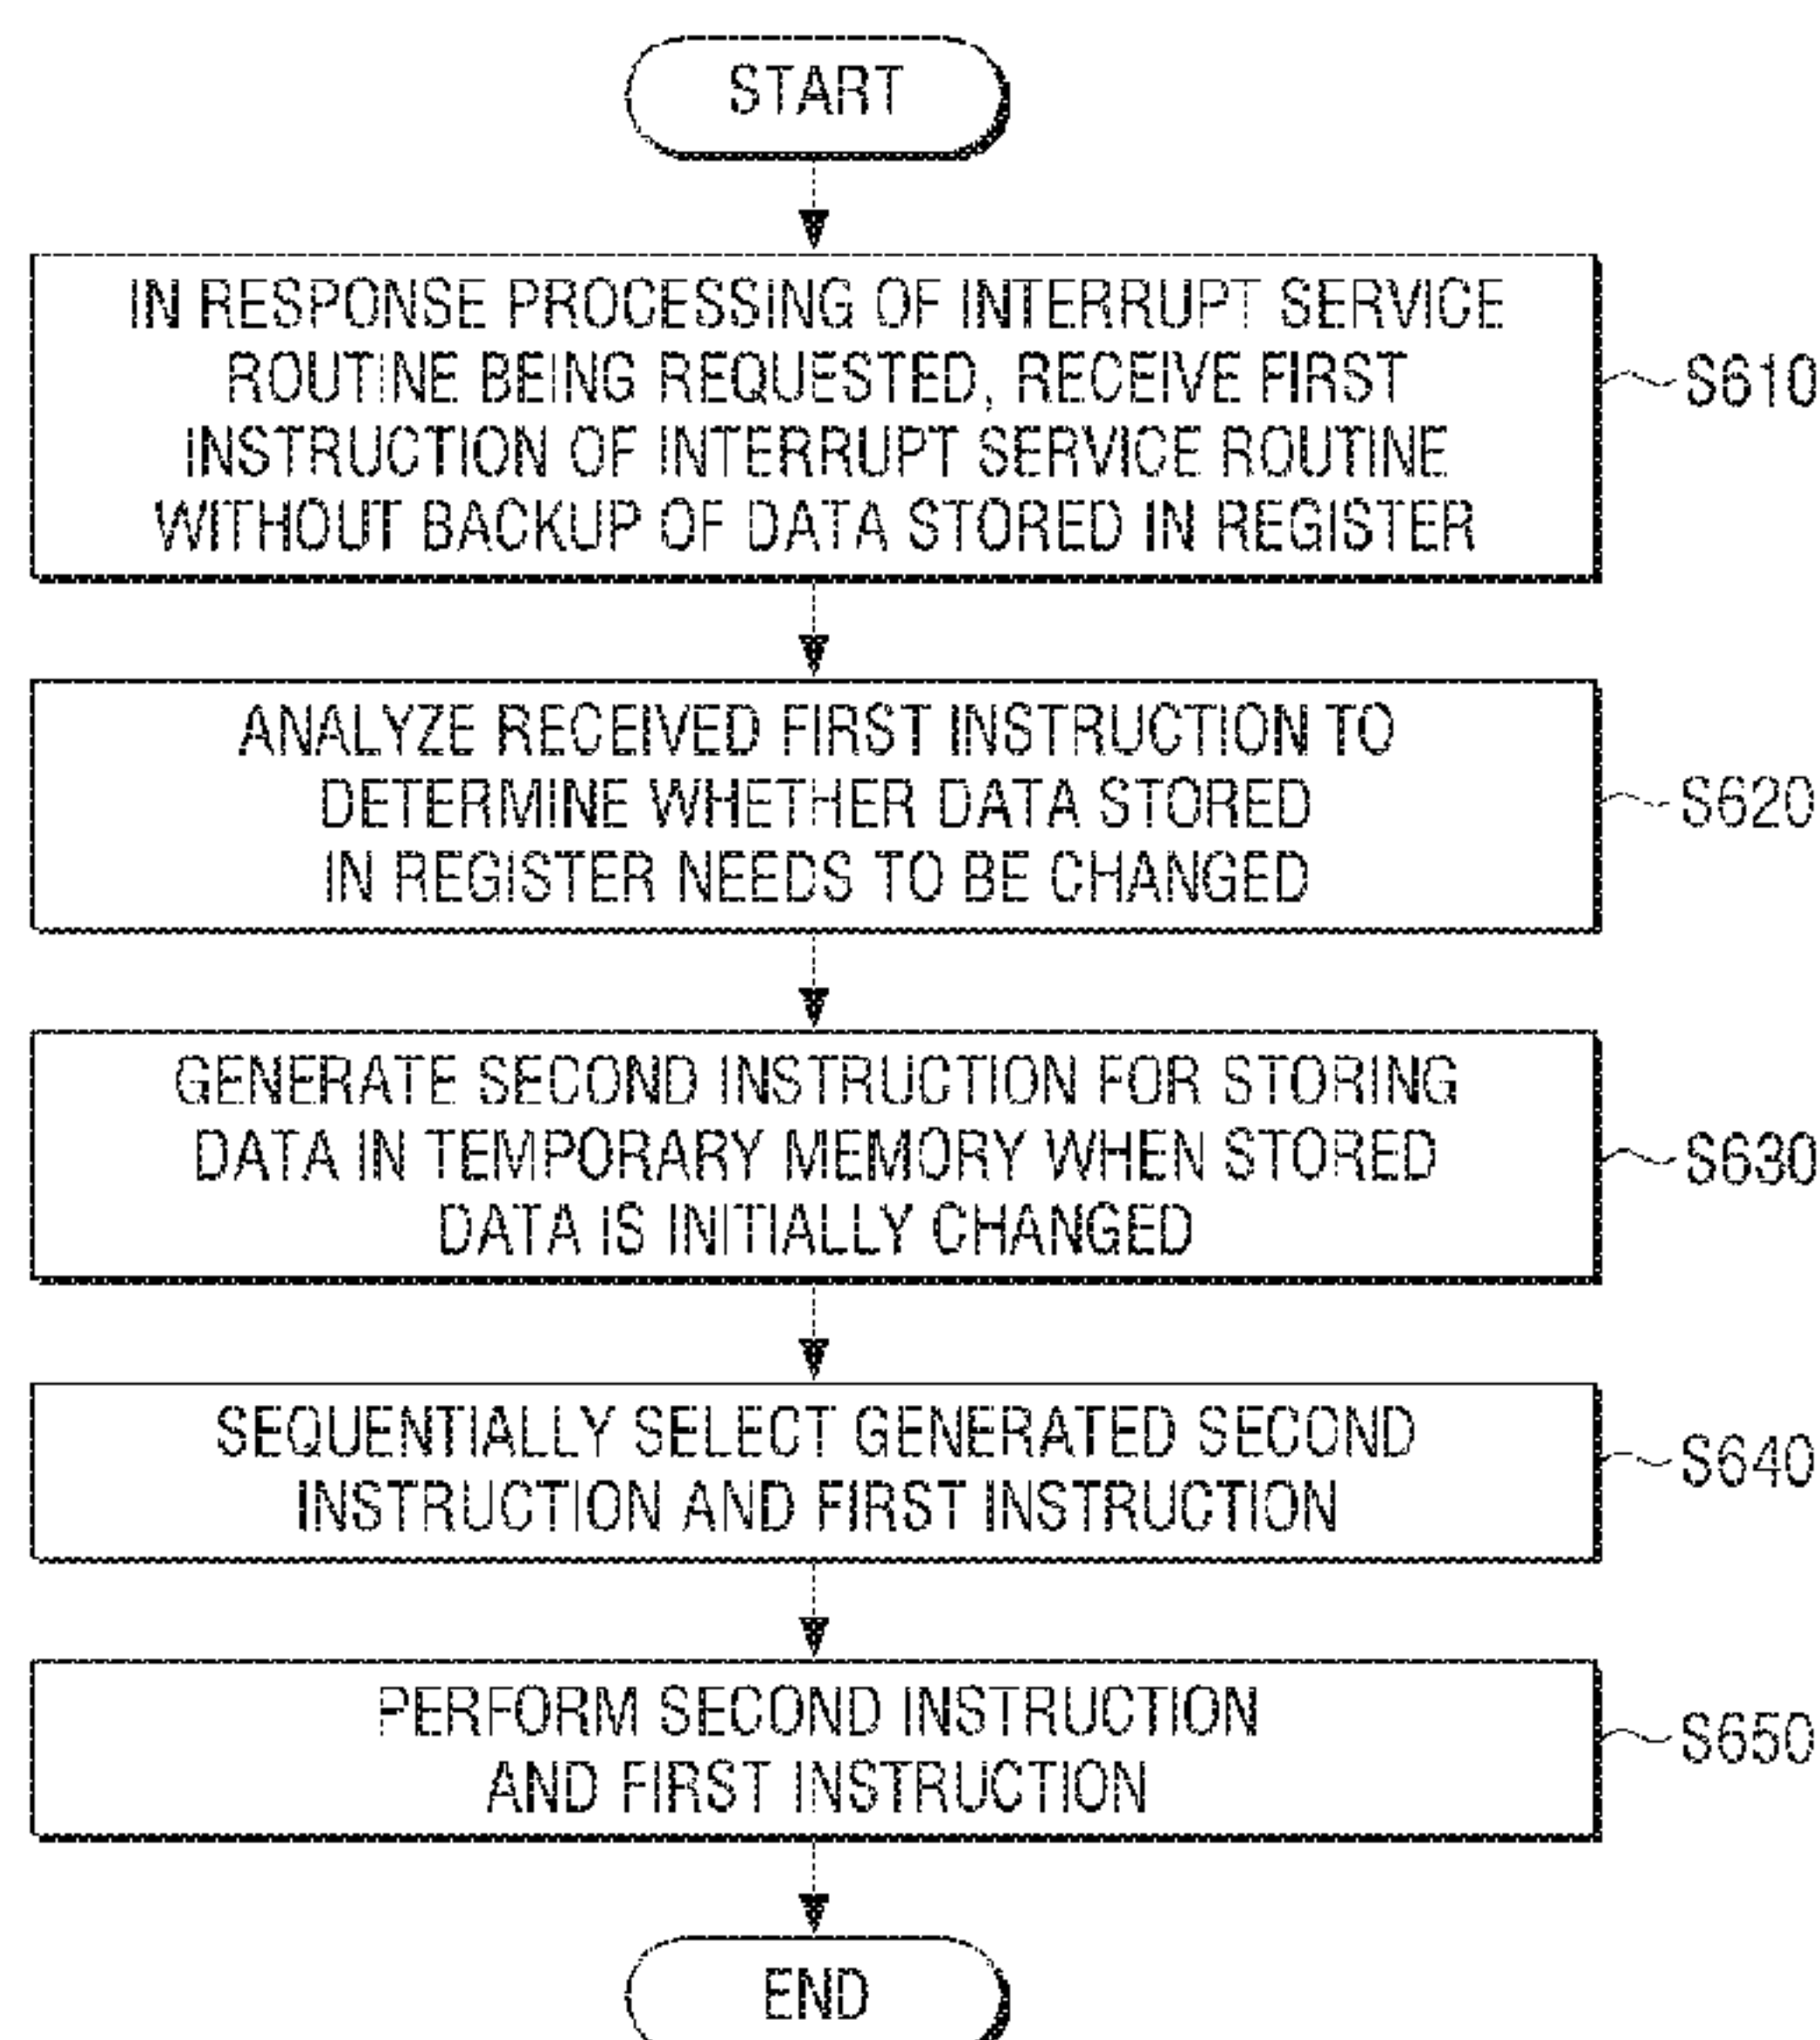 START
IN RESPONSE PROCESSING OF INTERRUPT SERVICE
ROUTINE BEING REQUESTED, RECEIVE FIRST
INSTRUCTION OF INTERRUPT SERVICE ROUTINE
WITHOUT BACKUP OF DATA STORED IN REGISTER
S610
ANALYZE RECEIVED FIRST INSTRUCTION TO
DETERMINE WHETHER DATA STORED
IN REGISTER NEEDS TO BE CHANGED
S620
GENERATE SECOND INSTRUCTION FOR STORING
DATA IN TEMPORARY MEMORY WHEN STORED
DATA IS INITIALLY CHANGED
S630
SEQUENTIALLY SELECT GENERATED SECOND
INSTRUCTION AND FIRST INSTRUCTION
S640
PERFORM SECOND INSTRUCTION
AND FIRST INSTRUCTION
S650
END